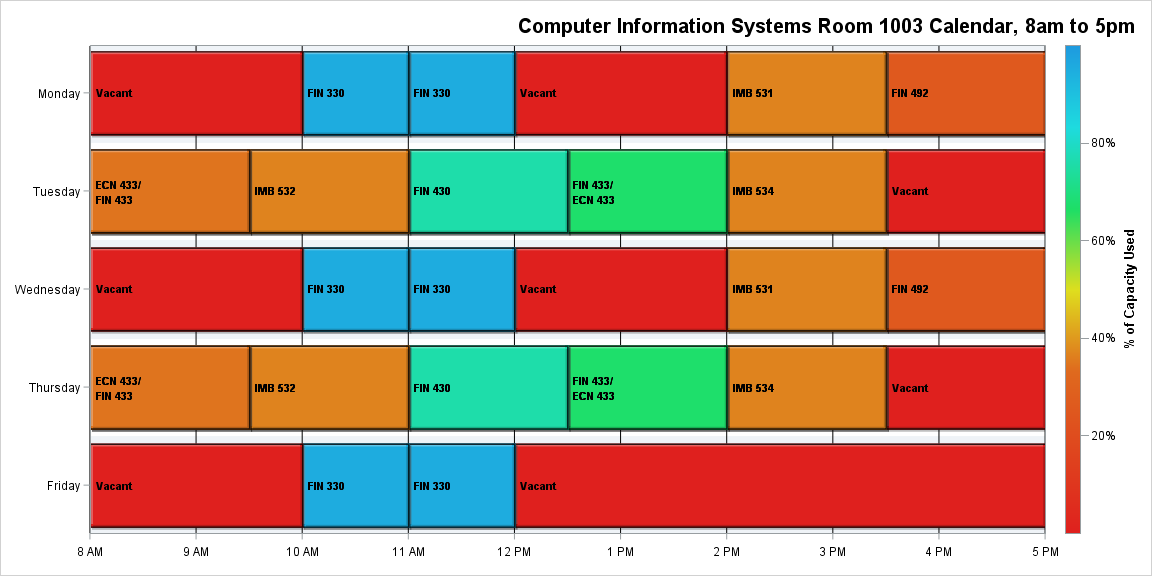 Computer Information Systems Room 1003 Calendar, 8am to 5pm
Monday
Vacant
FIN 330
FIN 330
Vacant
IMB 531
FIN 492
Tuesday
ECN 433/
FIN 433
IMB 532
FIN 430
FIN 433/
ECN 433
IMB 534
Vacant
Wednesday
Vacant
FIN 330
FIN 330
Vacant
IMB 531
FIN 492
Thursday
ECN 433/
FIN 433
IMB 532
FIN 430
FIN 433/
ECN 433
IMB 534
Vacant
Friday
Vacant
FIN 330
FIN 330
Vacant
8 AM
9 AM
10 AM
11 AM
12 PM
1 PM
2 PM
3 PM
4 PM
5 PM
80%
60%
40%
20%
% of Capacity Used